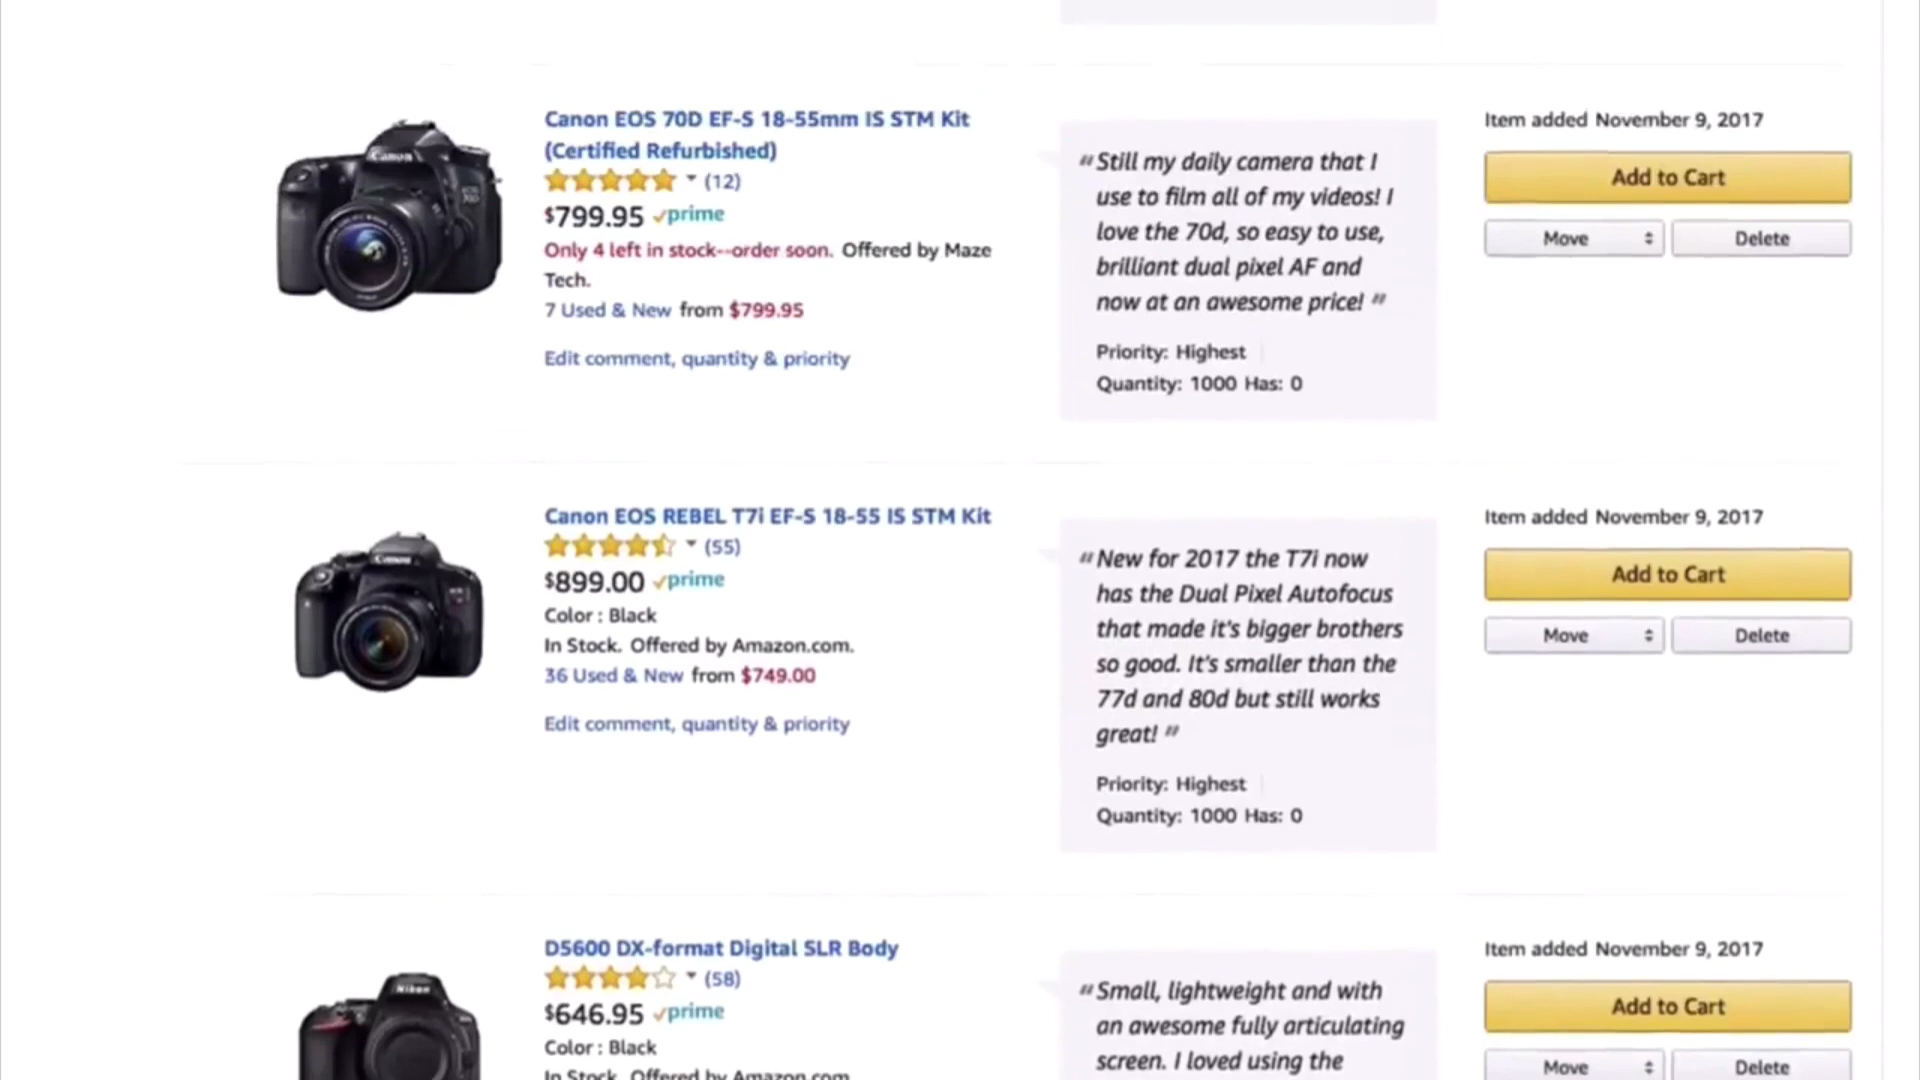 Canon EOS 70D EF-S 18-55mm IS STM Kit
(Certified Refurbished)
(12)
$799.95 prime
Only 4 left in stock--order soon. Offered by Maze
Tech.
7 Used & New from $799.95
Edit comment, quantity & priority
Canon
"Still my daily camera that I
use to film all of my videos! I
love the 70d, so easy to use,
brilliant dual pixel AF and
now at an awesome price! "
Priority: Highest
Quantity: 1000 Has: 0
Item added November 9, 2017
Add to Cart
Move
Delete
Canon EOS REBEL T7i EF-S 18-55 IS STM Kit
(55)
$899.00 prime
Color : Black
In Stock. Offered by Amazon.com.
36 Used & New from $749.00
Edit comment, quantity & priority
Canon
"New for 2017 the T7i now
has the Dual Pixel Autofocus
that made it's bigger brothers
so good. It's smaller than the
77d and 80d but still works
great! "
Priority: Highest
Quantity: 1000 Has: 0
Item added November 9, 2017
Add to Cart
Move
Delete
D5600 DX-format Digital SLR Body
(58)
$646.95 prime
Color : Black
In Stock. Offered by Amazon.com.
Nikon
"Small, lightweight and with
an awesome fully articulating
screen. I loved using the
Item added November 9, 2017
Add to Cart
Move
Delete